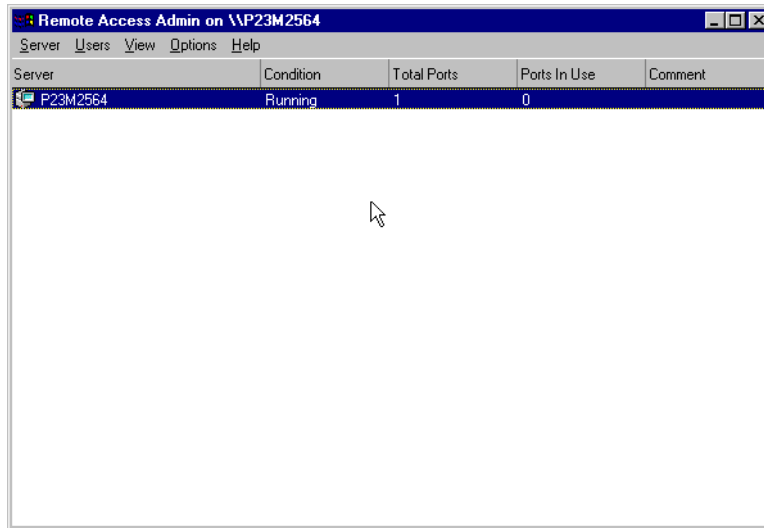 Remote Access Admin on \\P23M2564
Server Users View Options Help
Server Condition Total Ports Ports In Use Comment
P23M2564 Running 1 0